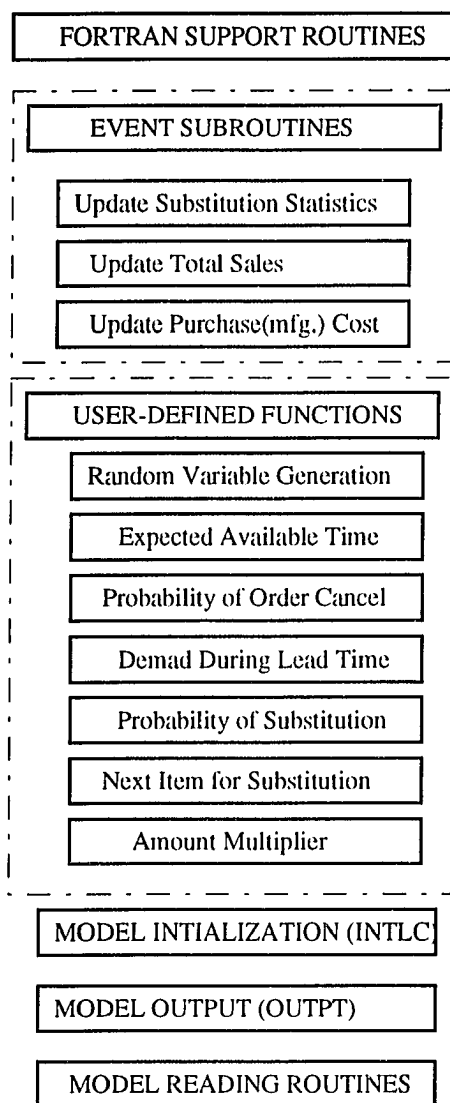 FORTRAN SUPPORT ROUTINES
EVENT SUBROUTINES
Update Substitution Statistics
Update Total Sales
Update Purchase(mfg.) Cost
USER-DEFINED FUNCTIONS
Random Variable Generation
Expected Available Time
Probability of Order Cancel
Demad During Lead Time
Probability of Substitution
Next Item for Substitution
Amount Multiplier
MODEL INTIALIZATION (INTLC)
MODEL OUTPUT (OUTPT)
MODEL READING ROUTINES